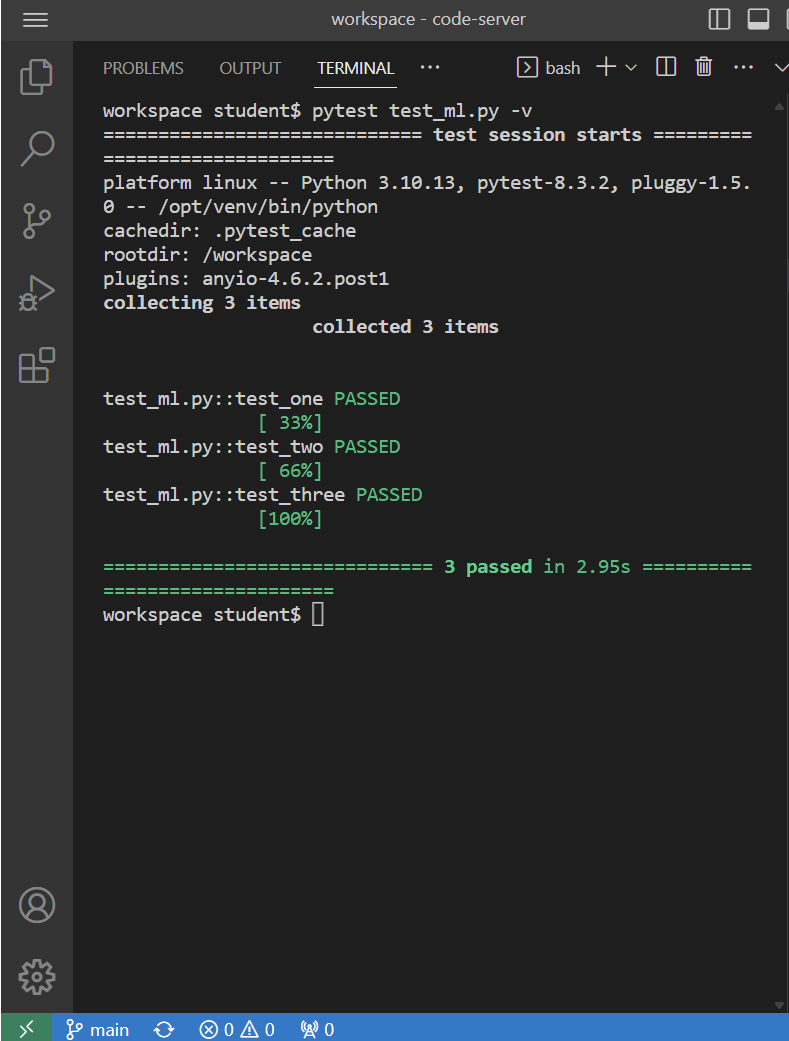 workspace - code-server
PROBLEMS OUTPUT TERMINAL ··· bash
workspace student$ pytest test_ml.py -v
============================= test session starts =========
=====================
platform linux -- Python 3.10.13, pytest-8.3.2, pluggy-1.5.
0 -- /opt/venv/bin/python
cachedir: .pytest_cache
rootdir: /workspace
plugins: anyio-4.6.2.post1
collecting 3 items
collected 3 items
test_ml.py::test_one PASSED
[ 33%]
test_ml.py::test_two PASSED
[ 66%]
test_ml.py::test_three PASSED
[100%]
============================== 3 passed in 2.95s ==========
=====================
workspace student$
main 0 0 0